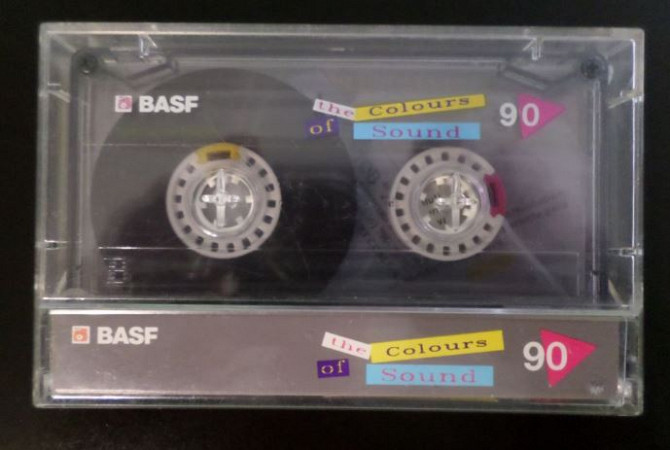 BASF
the Colours
of Sound
90
BASF
the Colours
of Sound
90